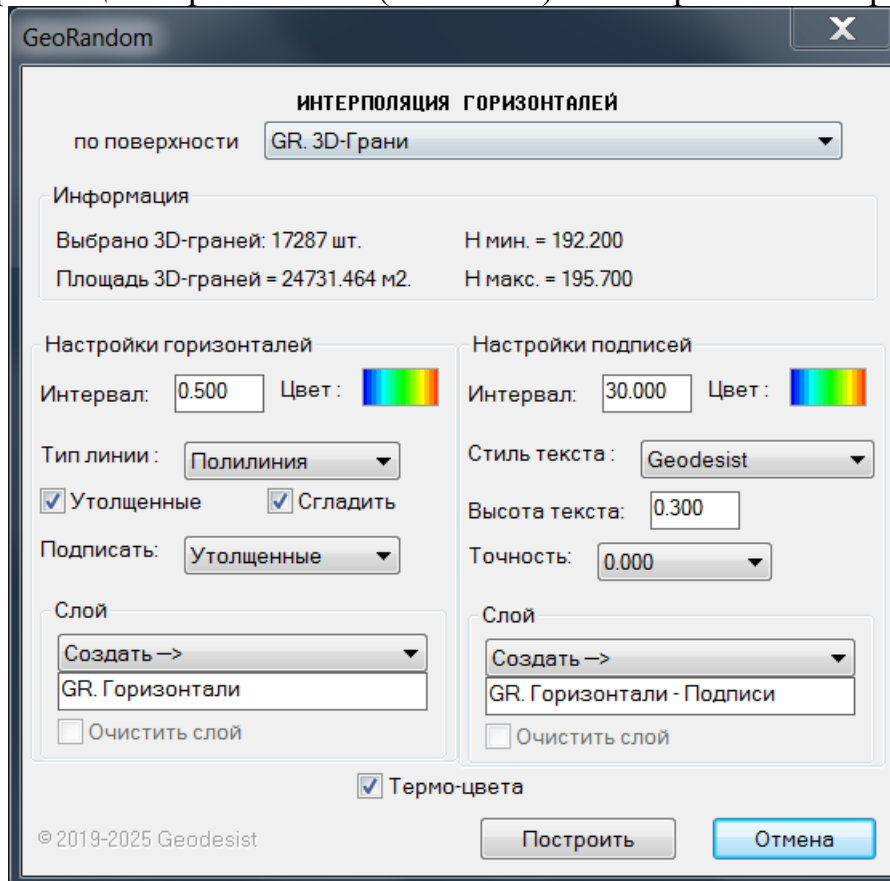 GeoRandom
X
ИНТЕРПОЛЯЦИЯ ГОРИЗОНТАЛЕЙ
по поверхности GR. 3D-Грани
Информация
Выбрано 3D-граней: 17287 шт. H мин. = 192.200
Площадь 3D-граней = 24731.464 м2. H макс. = 195.700
Настройки горизонталей
Интервал: 0.500 Цвет :
Тип линии : Полилиния
Утолщенные Сгладить
Подписать: Утолщенные
Слой
Создать —>
GR. Горизонтали
Очистить слой
Настройки подписей
Интервал: 30.000 Цвет :
Стиль текста : Geodesist
Высота текста: 0.300
Точность: 0.000
Слой
Создать —>
GR. Горизонтали - Подписи
Очистить слой
Термо-цвета
© 2019-2025 Geodesist
Построить Отмена